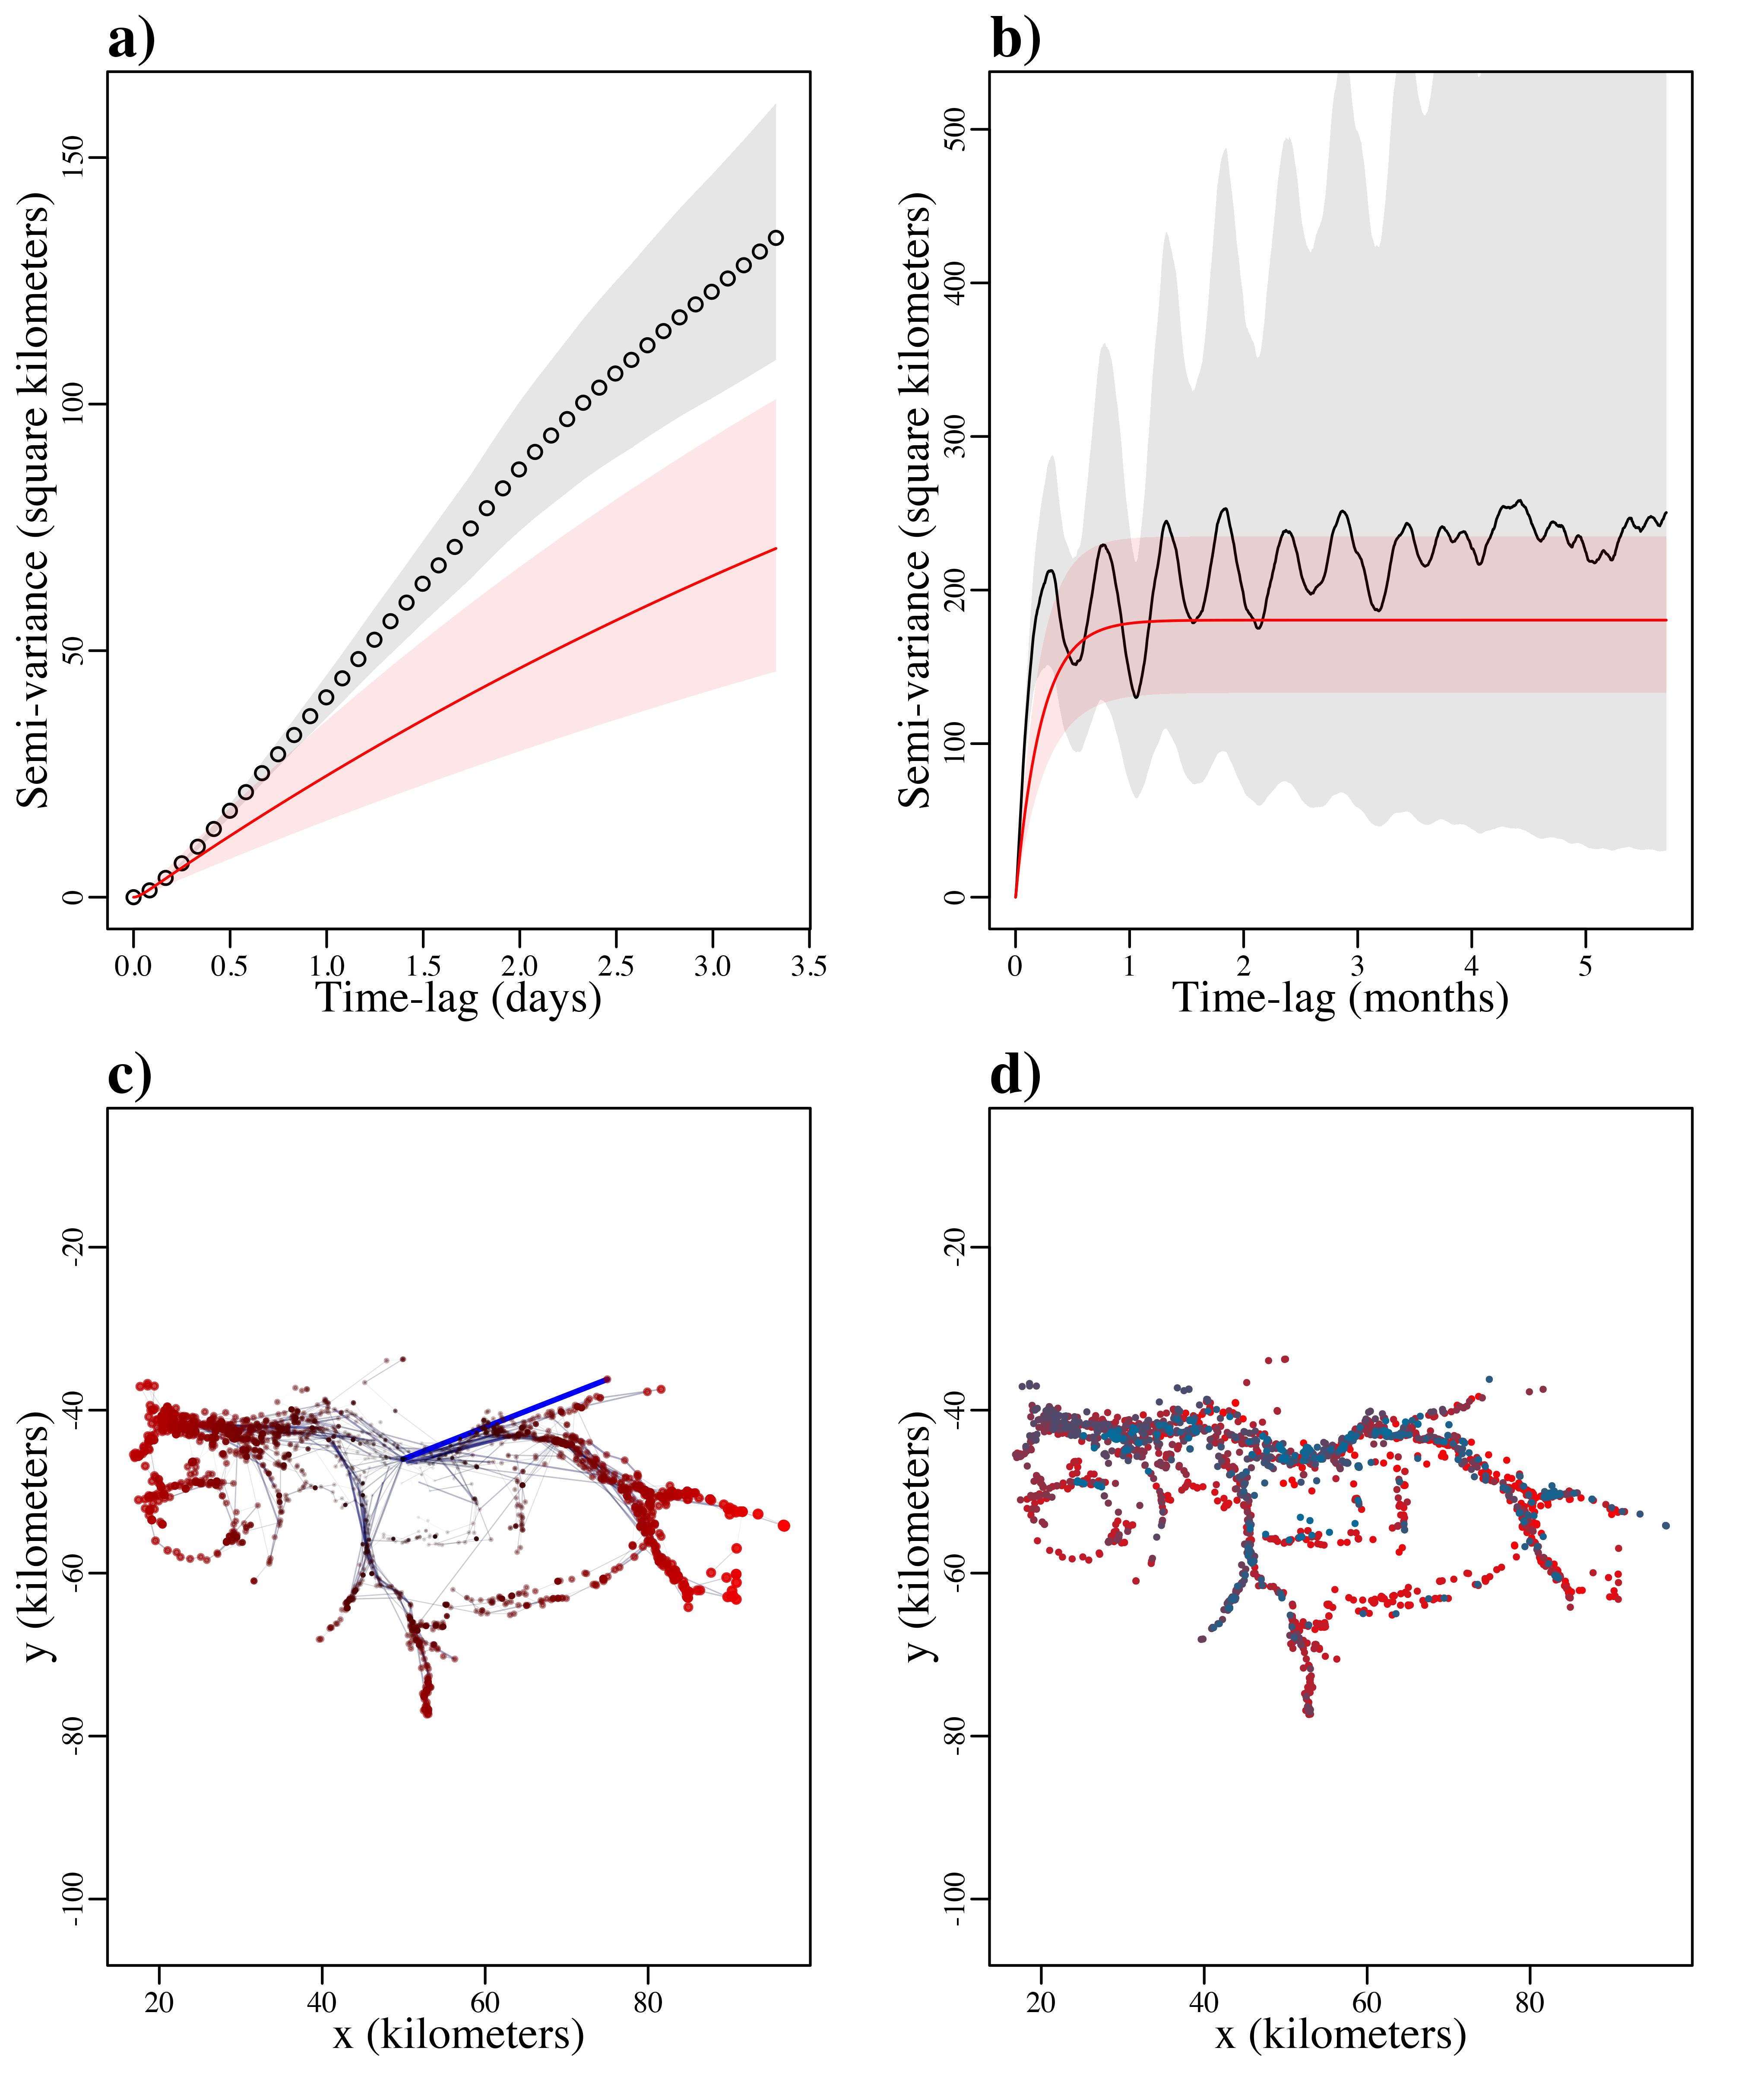 a)
Semi-variance (square kilometers)
150
100
50
0
0.0 0.5 1.0 1.5 2.0 2.5 3.0 3.5
Time-lag (days)
b)
Semi-variance (square kilometers)
500
400
300
200
100
0
0 1 2 3 4 5
Time-lag (months)
c)
y (kilometers)
-20
-40
-60
-80
-100
20 40 60 80
x (kilometers)
d)
y (kilometers)
-20
-40
-60
-80
-100
20 40 60 80
x (kilometers)